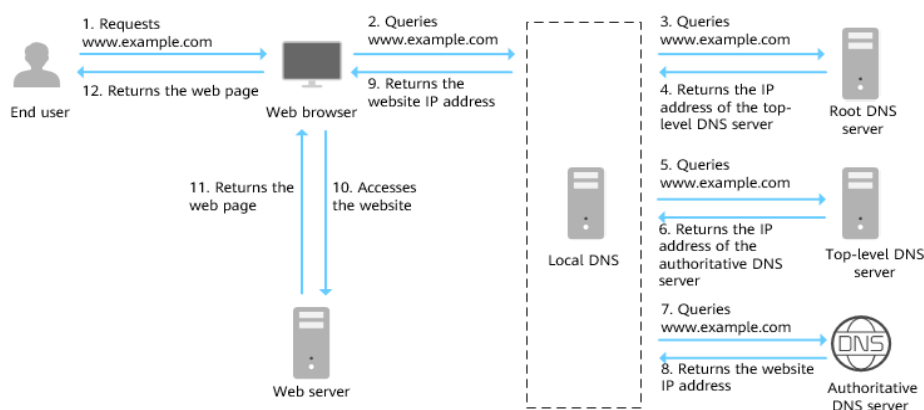 1. Requests
www.example.com
12. Returns the web page
End user
Web browser
2. Queries
www.example.com
9. Returns the
website IP address
3. Queries
www.example.com
4. Returns the IP
address of the top-
level DNS server
Root DNS
server
11. Returns the
web page
10. Accesses
the website
Web server
Local DNS
5. Queries
www.example.com
6. Returns the IP
address of the
authoritative DNS
server
Top-level DNS
server
7. Queries
www.example.com
8. Returns the website
IP address
DNS
Authoritative
DNS server